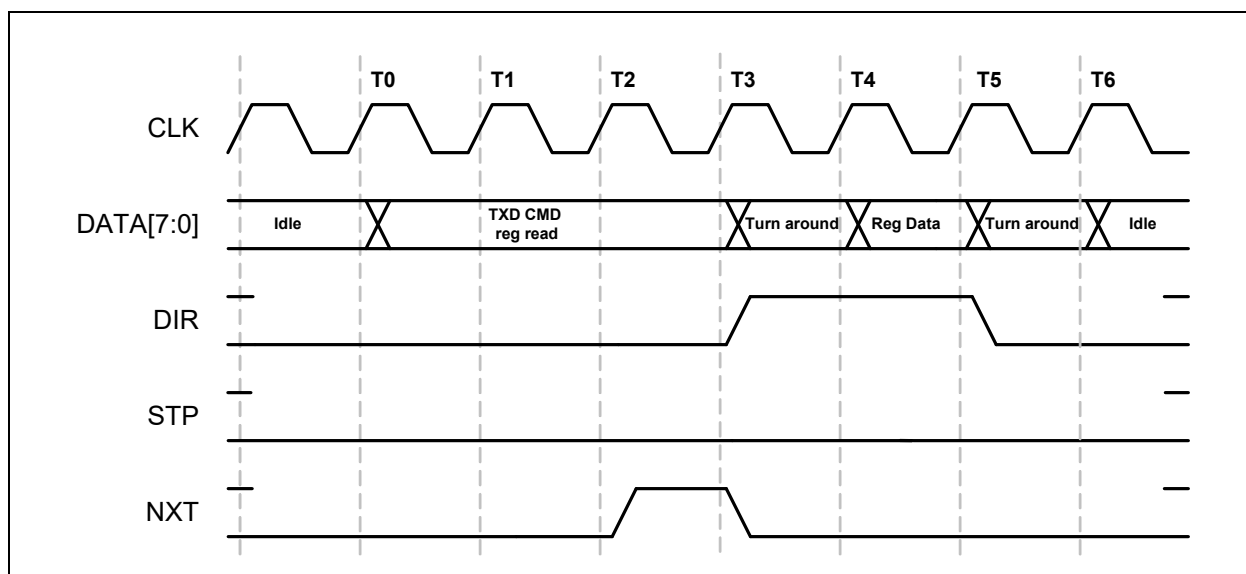 T0 T1 T2 T3 T4 T5 T6
CLK
DATA[7:0] Idle TXD CMD Turn around Reg Data Turn around Idle
reg read
DIR
STP
NXT